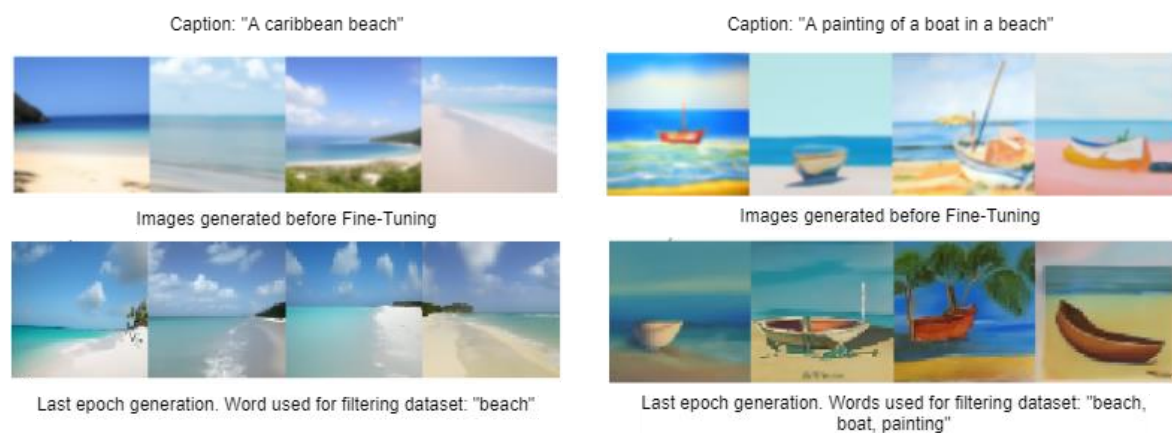 Caption: "A caribbean beach"
Images generated before Fine-Tuning
Last epoch generation. Word used for filtering dataset: "beach"
Caption: "A painting of a boat in a beach"
Images generated before Fine-Tuning
Last epoch generation. Words used for filtering dataset: "beach,
boat, painting"